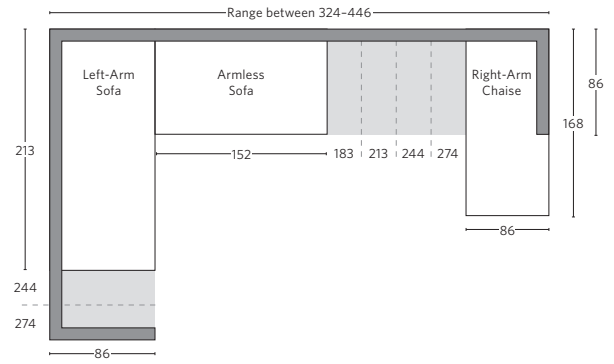 Range between 324–446
Left-Arm
Sofa
Armless
Sofa
Right-Arm
Chaise
86
168
213
152
183
213
244
274
86
244
274
86